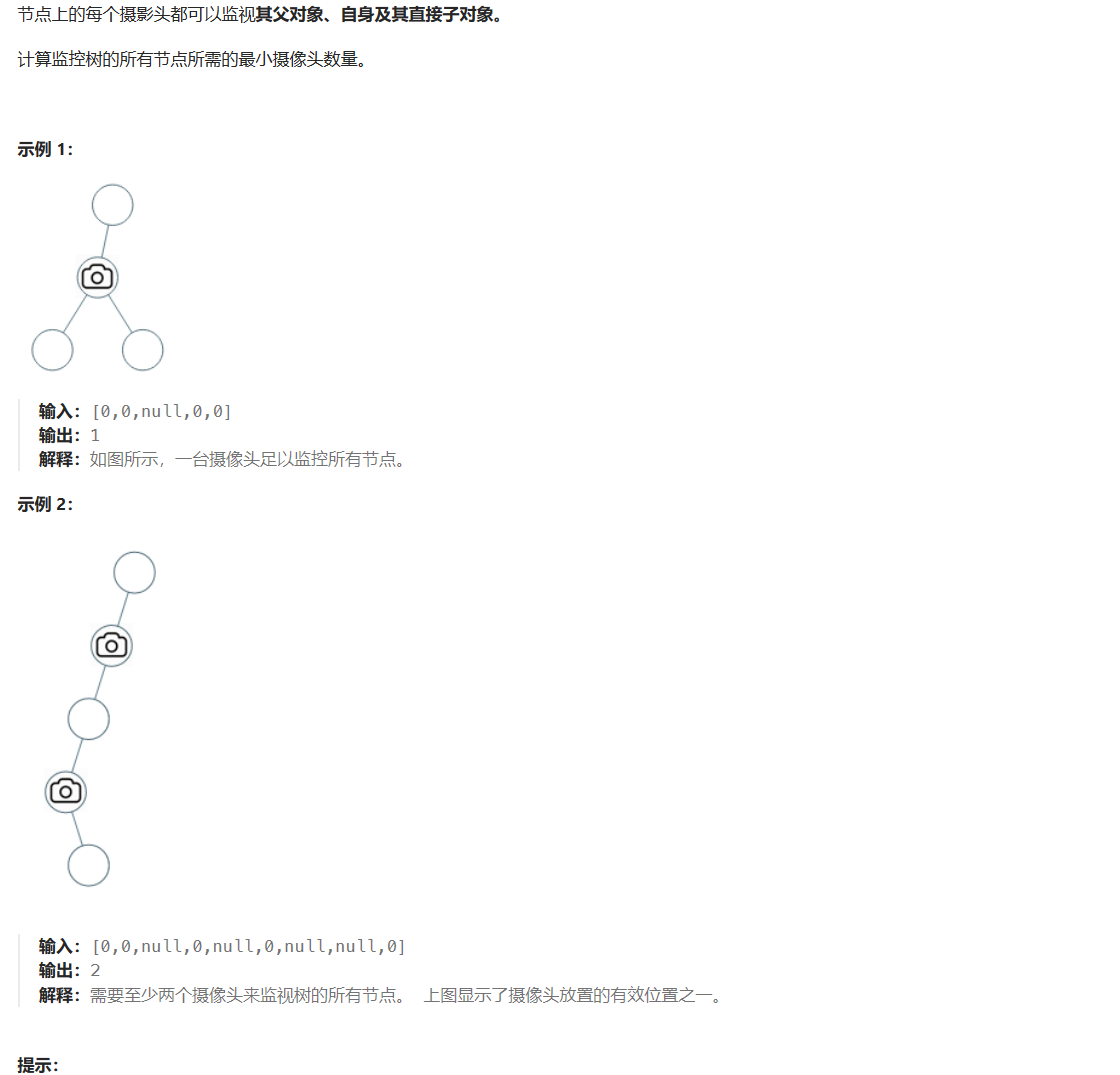 节点上的每个摄影头都可以监视其父对象、自身及其直接子对象。
计算监控树的所有节点所需的最小摄像头数量。
示例 1：
输入：[0,0,null,0,0]
输出：1
解释：如图所示，一台摄像头足以监控所有节点。
示例 2：
输入：[0,0,null,0,null,0,null,null,0]
输出：2
解释：需要至少两个摄像头来监视树的所有节点。 上图显示了摄像头放置的有效位置之一。
提示：